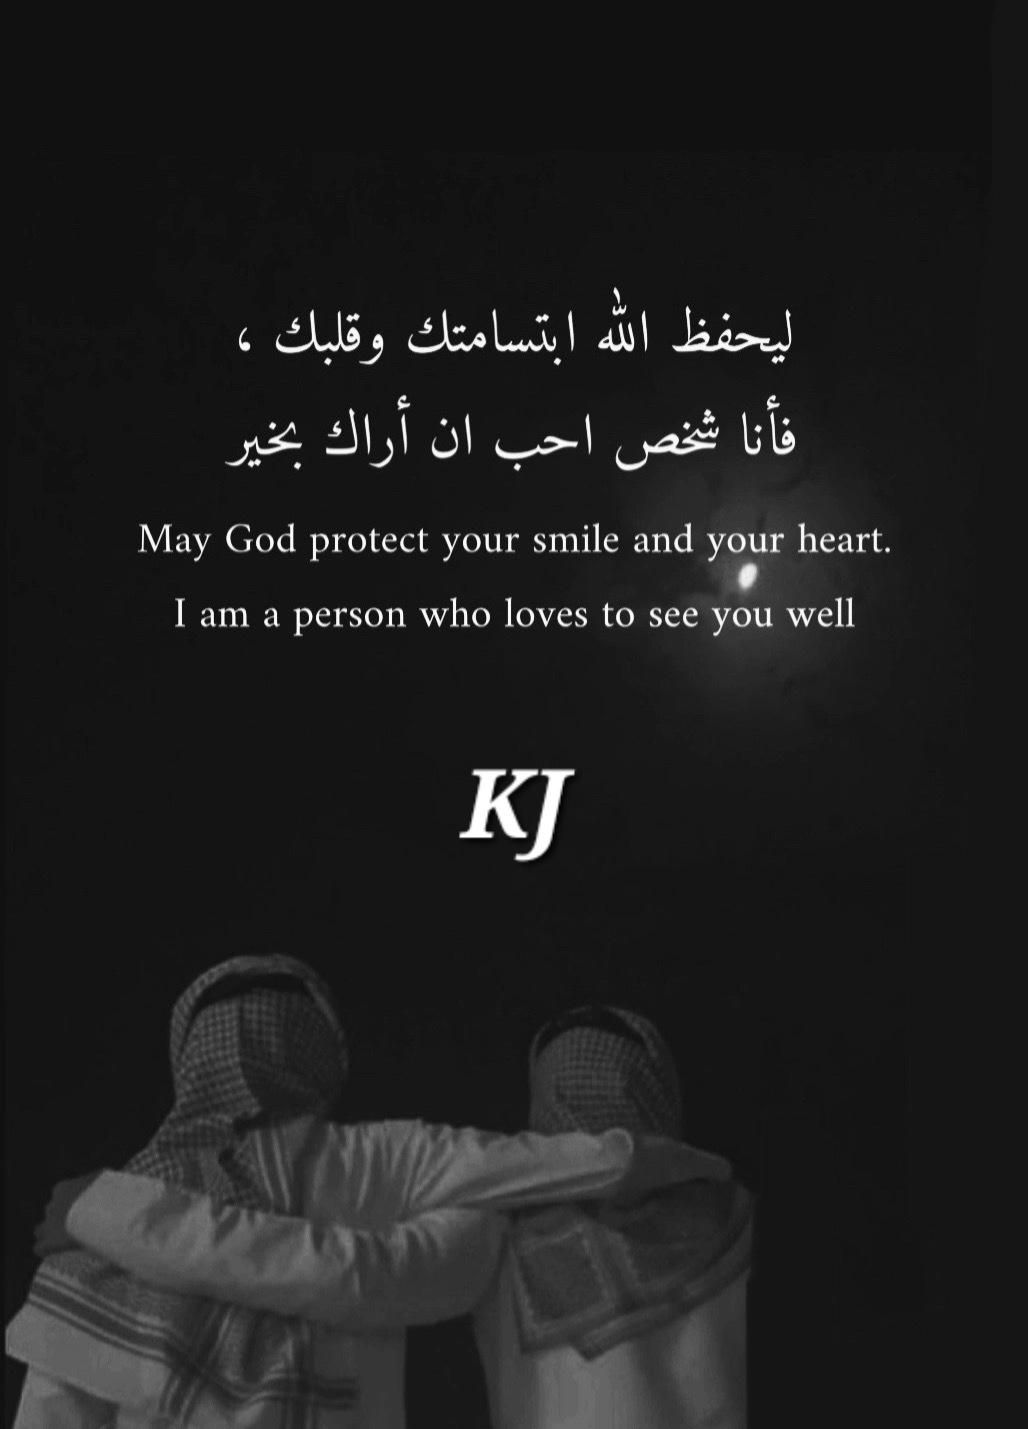 ليحفظ الله ابتسامتك وقلبك ،
فأنا شخص احب ان أراك بخير
May God protect your smile and your heart.
I am a person who loves to see you well
KJ